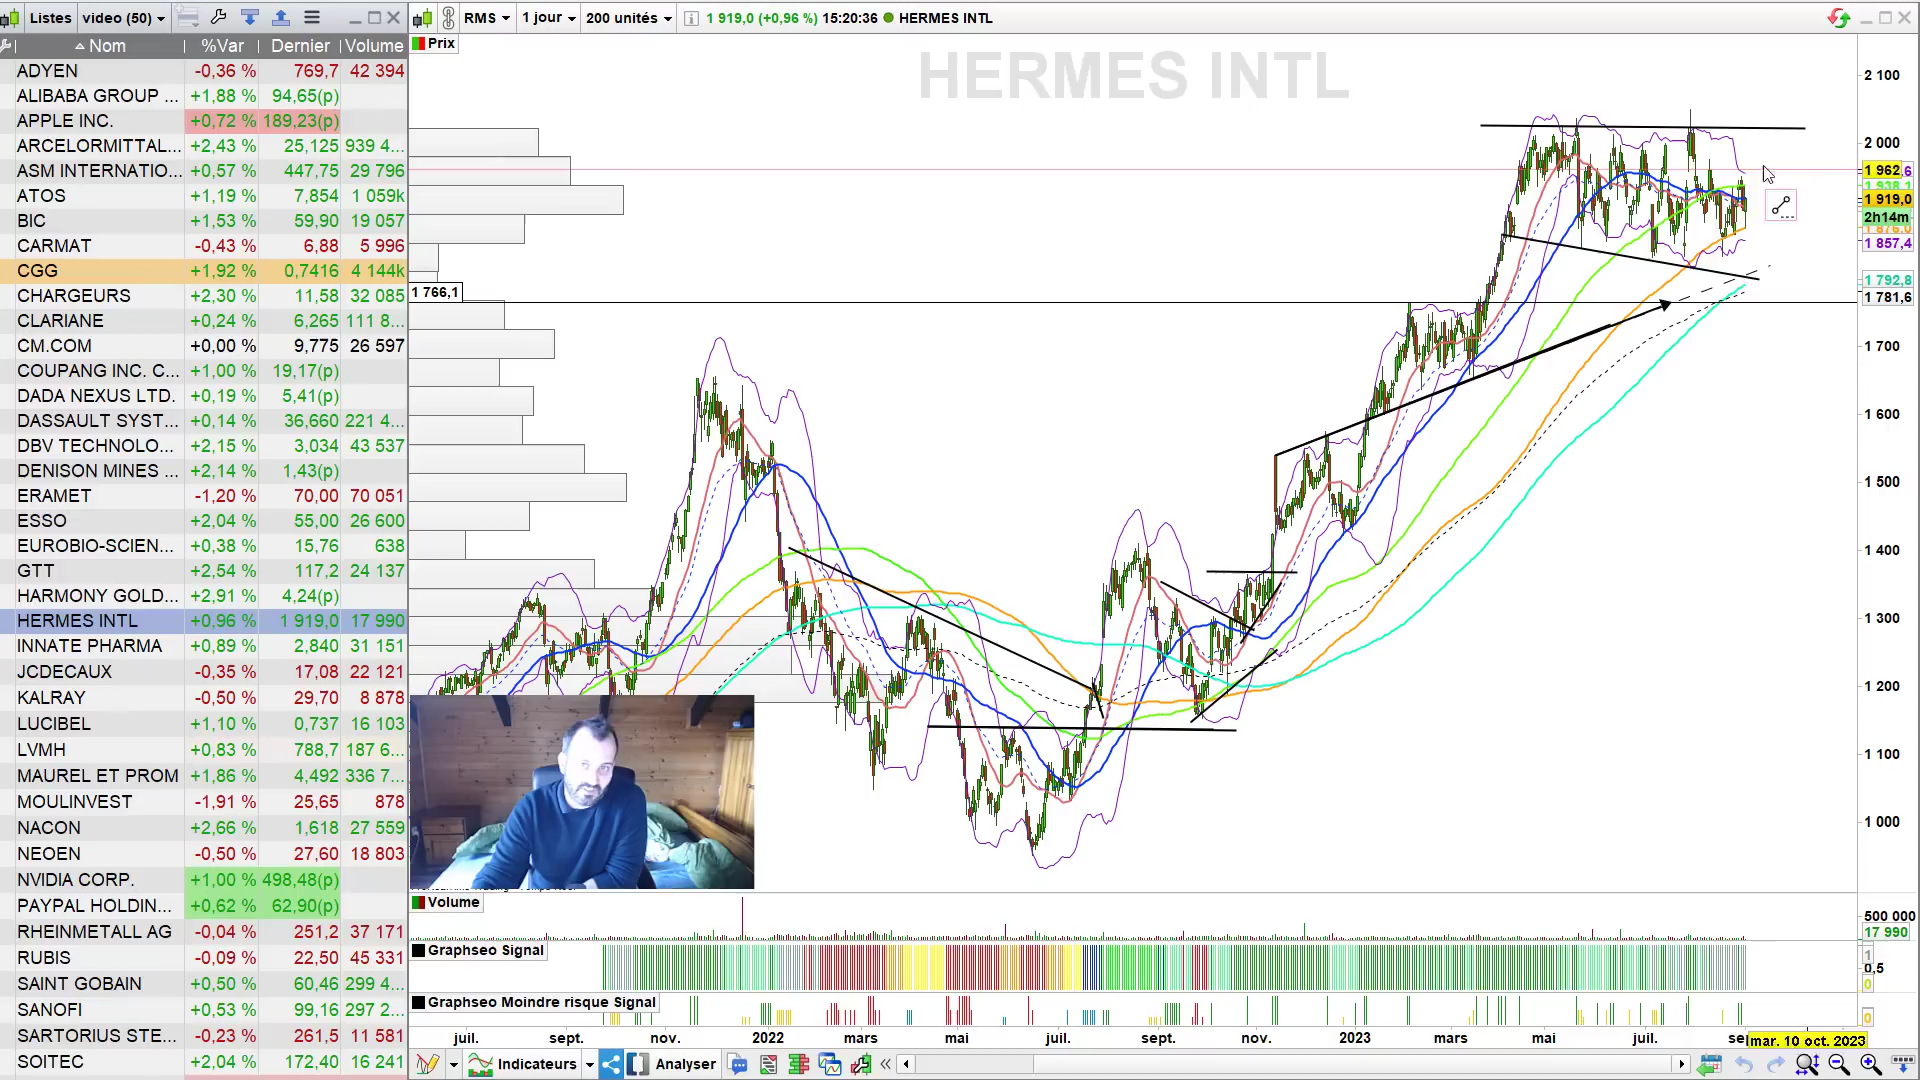 Listes video (50)
Nom %Var Dernier Volume
ADYEN -0,36 % 769,7 42 394
ALIBABA GROUP ... +1,88 % 94,65(p)
APPLE INC. +0,72 % 189,23(p)
ARCELORMITTAL... +2,43 % 25,125 939 4...
ASM INTERNATIO... +0,57 % 447,75 29 796
ATOS +1,19 % 7,854 1 059k
BIC +1,53 % 59,90 19 057
CARMAT -0,43 % 6,88 5 996
CGG +1,92 % 0,7416 4 144k
CHARGEURS +2,30 % 11,58 32 085
CLARIANE +0,24 % 6,265 111 8...
CM.COM +0,00 % 9,775 26 597
COUPANG INC. C... +1,00 % 19,17(p)
DADA NEXUS LTD. +0,19 % 5,41(p)
DASSAULT SYST... +0,14 % 36,660 221 4...
DBV TECHNOLO... +2,15 % 3,034 43 537
DENISON MINES ... +2,14 % 1,43(p)
ERAMET -1,20 % 70,00 70 051
ESSO +2,04 % 55,00 26 600
EUROBIO-SCIEN... +0,38 % 15,76 638
GTT +2,54 % 117,2 24 137
HARMONY GOLD... +2,91 % 4,24(p)
HERMES INTL +0,96 % 1 919,0 17 990
INNATE PHARMA +0,89 % 2,840 31 151
JCDECAUX -0,35 % 17,08 22 121
KALRAY -0,50 % 29,70 8 878
LUCIBEL +1,10 % 0,737 16 103
LVMH +0,83 % 788,7 187 6...
MAUREL ET PROM +1,86 % 4,492 336 7...
MOULINVEST -1,91 % 25,65 878
NACON +2,66 % 1,618 27 559
NEOEN -0,50 % 27,60 18 803
NVIDIA CORP. +1,00 % 498,48(p)
PAYPAL HOLDIN... +0,62 % 62,90(p)
RHEINMETALL AG -0,04 % 251,2 37 171
RUBIS -0,09 % 22,50 45 331
SAINT GOBAIN +0,50 % 60,46 299 4...
SANOFI +0,53 % 99,16 297 2...
SARTORIUS STE... -0,23 % 261,5 11 581
SOITEC +2,04 % 172,40 16 241
RMS 1 jour 200 unités 1 919,0 (+0,96 %) 15:20:36 HERMES INTL
Prix
HERMES INTL
2 100
2 000
1 962,6
1 938,1
1 919,0
2h14m
1 876,0
1 857,4
1 792,8
1 766,1
1 781,6
1 700
1 600
1 500
1 400
1 300
1 200
1 100
1 000
Volume
500 000
17 990
Graphseo Signal
1
0,5
0
Graphseo Moindre risque Signal
0
juil. sept. nov. 2022 mars mai juil. sept. nov. 2023 mars mai juil. mar. 10 oct. 2023
Indicateurs Analyser